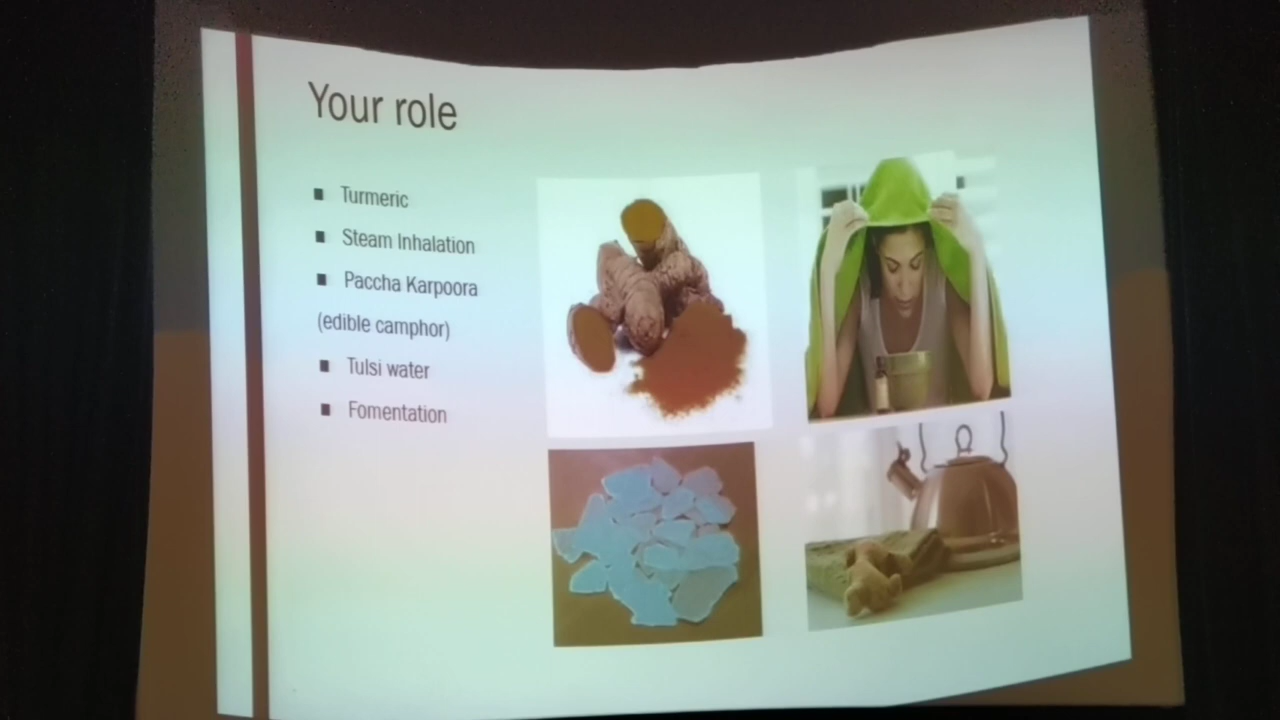 Your role
Turmeric
Steam Inhalation
Paccha Karpoora
(edible camphor)
Tulsi water
Fomentation